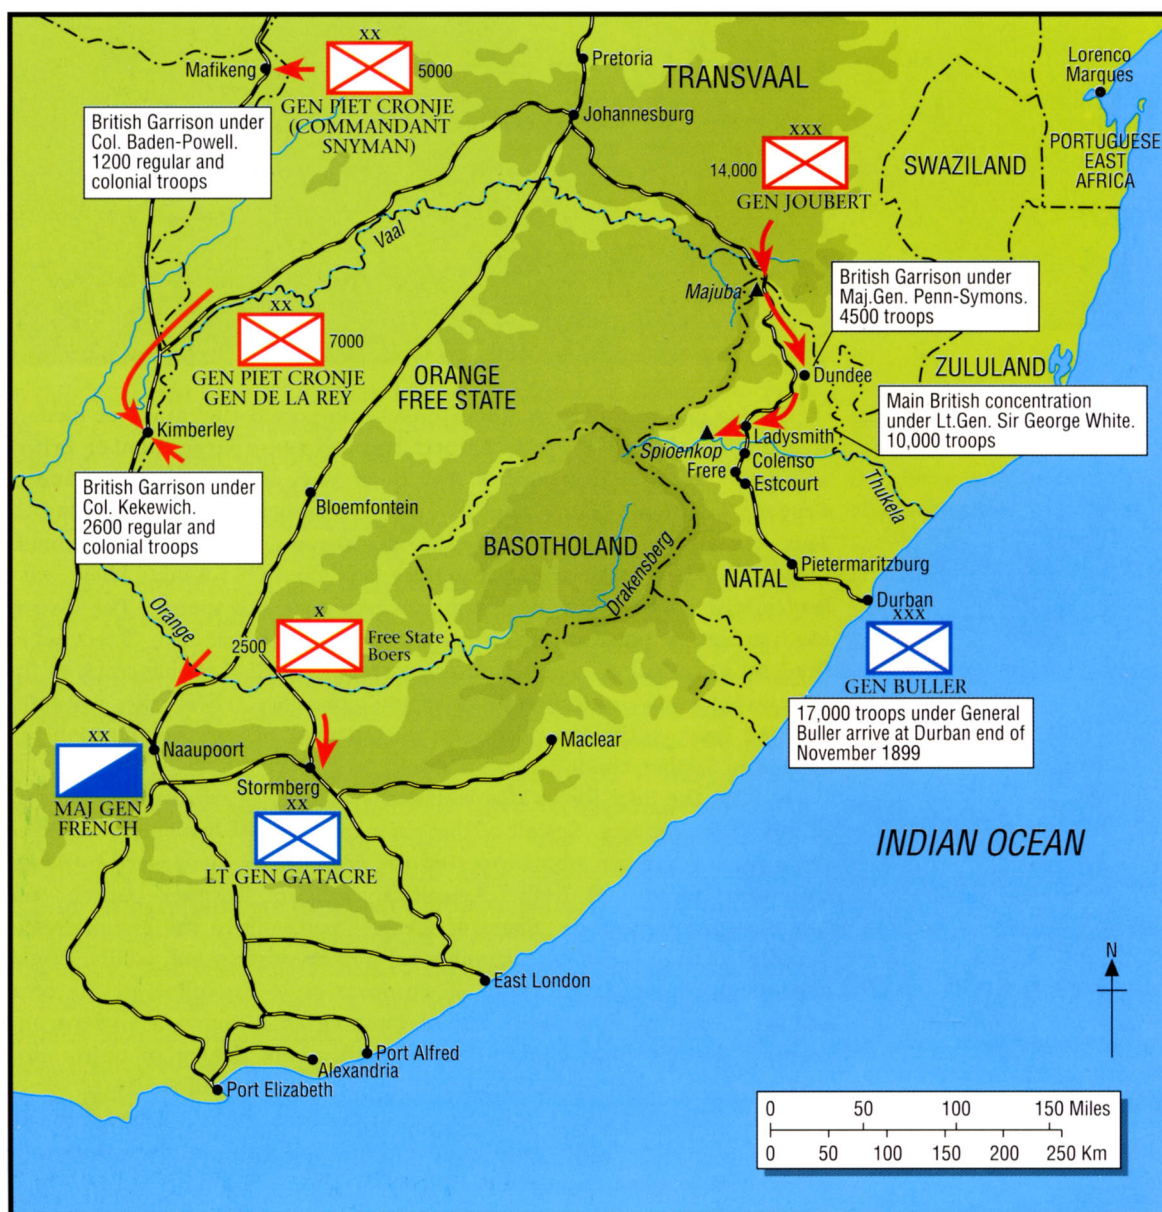 Mafikeng
XX
5000
GEN PIET CRONJE
(COMMANDANT
SNYMAN)
British Garrison under
Col. Baden-Powell.
1200 regular and
colonial troops
Pretoria
TRANSVAAL
Johannesburg
XXX
14,000
GEN JOUBERT
SWAZILAND
Lorenco
Marques
PORTUGUESE
EAST
AFRICA
Vaal
Majuba
British Garrison under
Maj.Gen. Penn-Symons.
4500 troops
XX
7000
GEN PIET CRONJE
GEN DE LA REY
ORANGE
FREE STATE
Dundee
ZULULAND
Main British concentration
under Lt.Gen. Sir George White.
10,000 troops
Kimberley
Ladysmith
Spioenkop
Colenso
Frere
Estcourt
Thukela
British Garrison under
Col. Kekewich.
2600 regular and
colonial troops
Bloemfontein
BASOTHOLAND
Drakensberg
NATAL
Pietermaritzburg
Durban
XXX
GEN BULLER
17,000 troops under General
Buller arrive at Durban end of
November 1899
Orange
X
2500
Free State
Boers
XX
Naaupoort
MAJ GEN
FRENCH
Maclear
Stormberg
XX
LT GEN GATACRE
INDIAN OCEAN
N
East London
Port Alfred
Alexandria
Port Elizabeth
0 50 100 150 Miles
0 50 100 150 200 250 Km